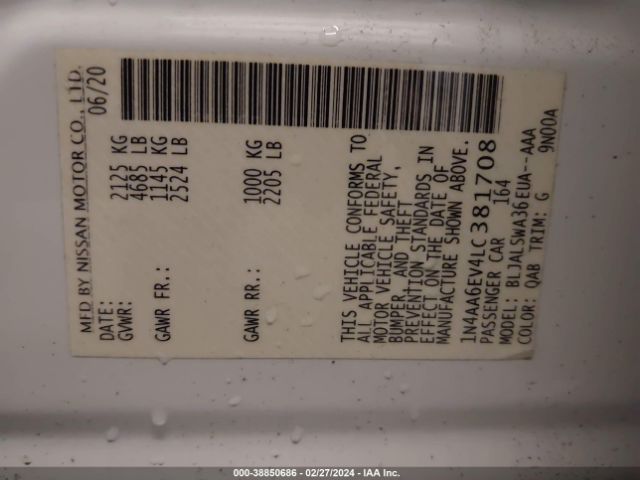 MFD BY NISSAN MOTOR CO., LTD.
DATE: 06/20
GVWR: 2125 KG
4685 LB
GAWR FR.: 1145 KG
2524 LB
GAWR RR.: 1000 KG
2205 LB
THIS VEHICLE CONFORMS TO
ALL APPLICABLE FEDERAL
MOTOR VEHICLE SAFETY,
BUMPER, AND THEFT
PREVENTION STANDARDS IN
EFFECT ON THE DATE OF
MANUFACTURE SHOWN ABOVE.
1N4AA6EV4LC381708
PASSENGER CAR 164
MODEL: BLJALSWA36EUA--AAA
COLOR: QAB TRIM: G 9N00A
000-38850686 - 02/27/2024 - IAA Inc.